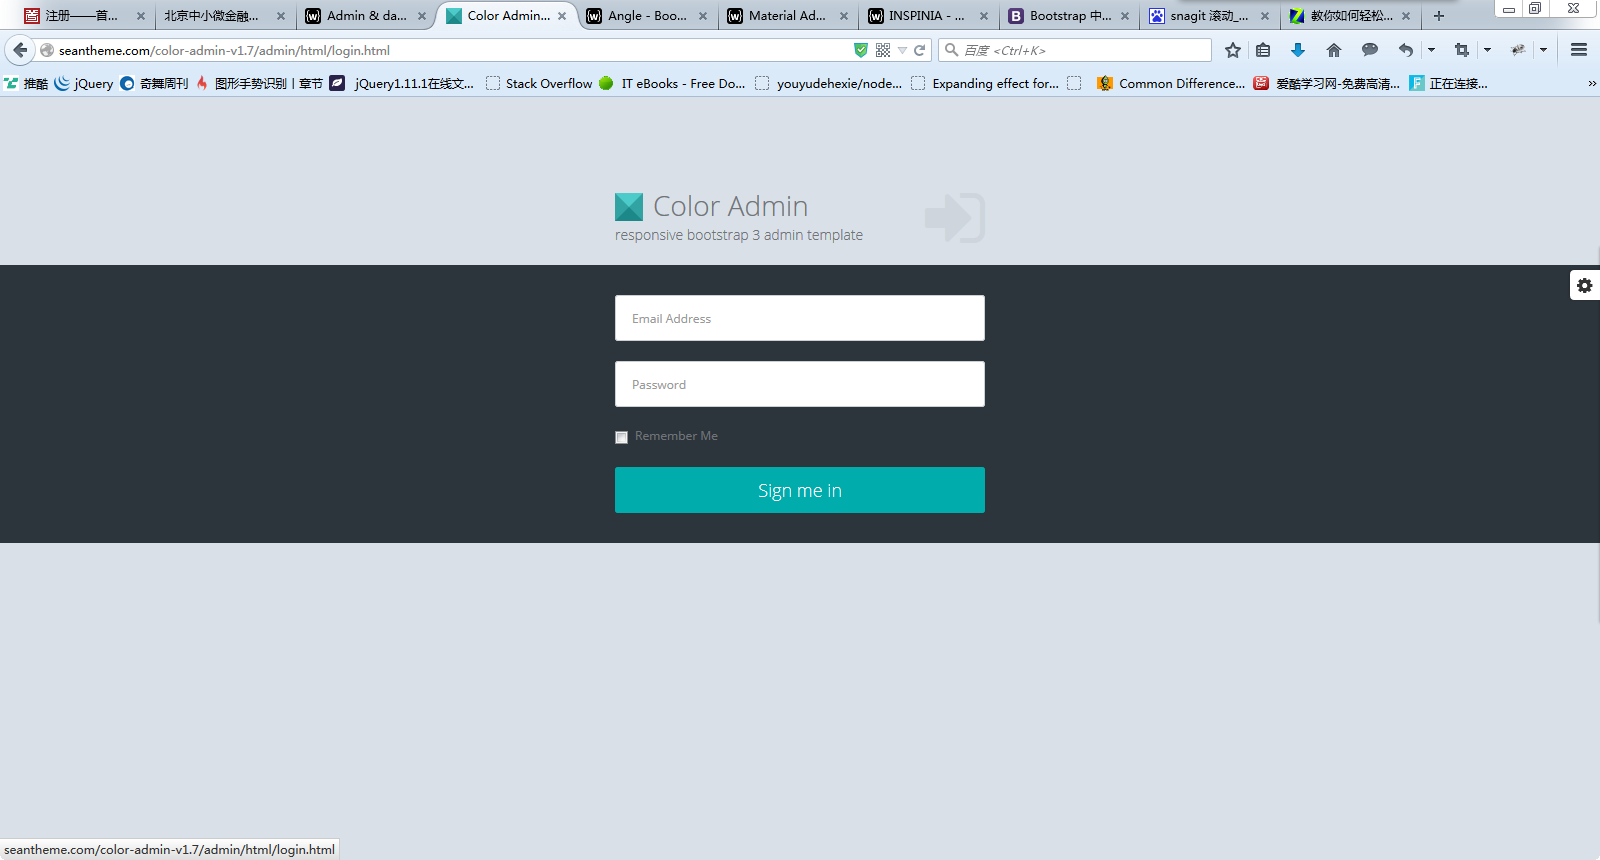 注册——首...
北京中小微金融...
Admin & da...
Color Admin...
Angle - Boo...
Material Ad...
INSPINIA - ...
Bootstrap 中...
snagit 滚动_...
教你如何轻松...
seantheme.com/color-admin-v1.7/admin/html/login.html
百度 <Ctrl+K>
推酷
jQuery
奇舞周刊
图形手势识别丨章节
jQuery1.11.1在线文...
Stack Overflow
IT eBooks - Free Do...
youyudehexie/node...
Expanding effect for...
Common Difference...
爱酷学习网-免费高清...
正在连接...
Color Admin
responsive bootstrap 3 admin template
Email Address
Password
Remember Me
Sign me in
seantheme.com/color-admin-v1.7/admin/html/login.html